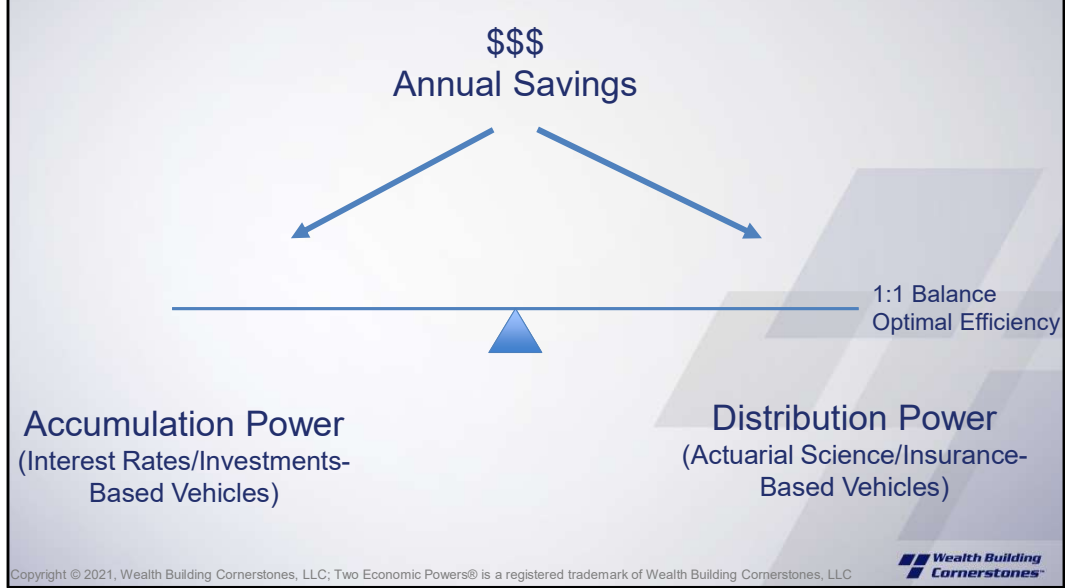 $$$
Annual Savings
1:1 Balance
Optimal Efficiency
Accumulation Power
(Interest Rates/Investments-
Based Vehicles)
Distribution Power
(Actuarial Science/Insurance-
Based Vehicles)
Copyright © 2021, Wealth Building Cornerstones, LLC; Two Economic Powers® is a registered trademark of Wealth Building Cornerstones, LLC
Wealth Building
Cornerstones™